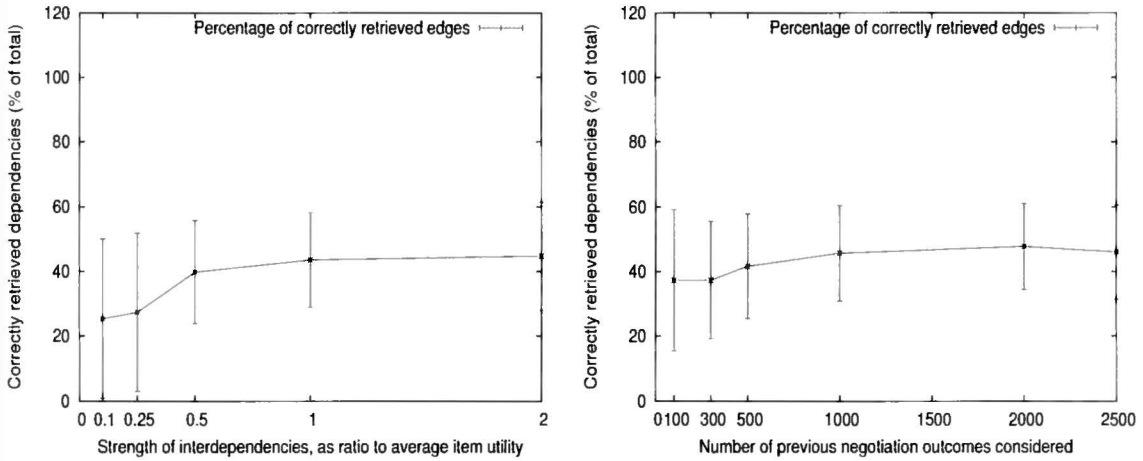 120
100
80
60
40
20
0
Correctly retrieved dependencies (% of total)
Percentage of correctly retrieved edges
0 0.1 0.25 0.5 1 2
Strength of interdependencies, as ratio to average item utility
120
100
80
60
40
20
0
Correctly retrieved dependencies (% of total)
Percentage of correctly retrieved edges
0 100 300 500 1000 1500 2000 2500
Number of previous negotiation outcomes considered